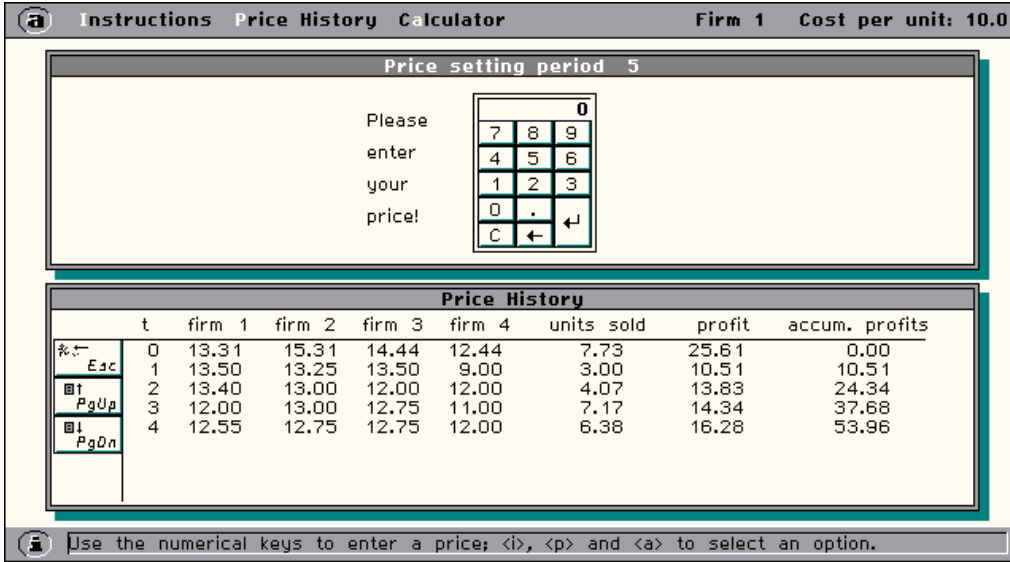 a Instructions Price History Calculator Firm 1 Cost per unit: 10.0
Price setting period 5
Please
enter
your
price!
0
7 8 9
4 5 6
1 2 3
0 . ↵
C ←
Price History
t firm 1 firm 2 firm 3 firm 4 units sold profit accum. profits
0 13.31 15.31 14.44 12.44 7.73 25.61 0.00
1 13.50 13.25 13.50 9.00 3.00 10.51 10.51
2 13.40 13.00 12.00 12.00 4.07 13.83 24.34
3 12.00 13.00 12.75 11.00 7.17 14.34 37.68
4 12.55 12.75 12.75 12.00 6.38 16.28 53.96
Esc
PgUp
PgDn
i Use the numerical keys to enter a price; <i>, <p> and <a> to select an option.